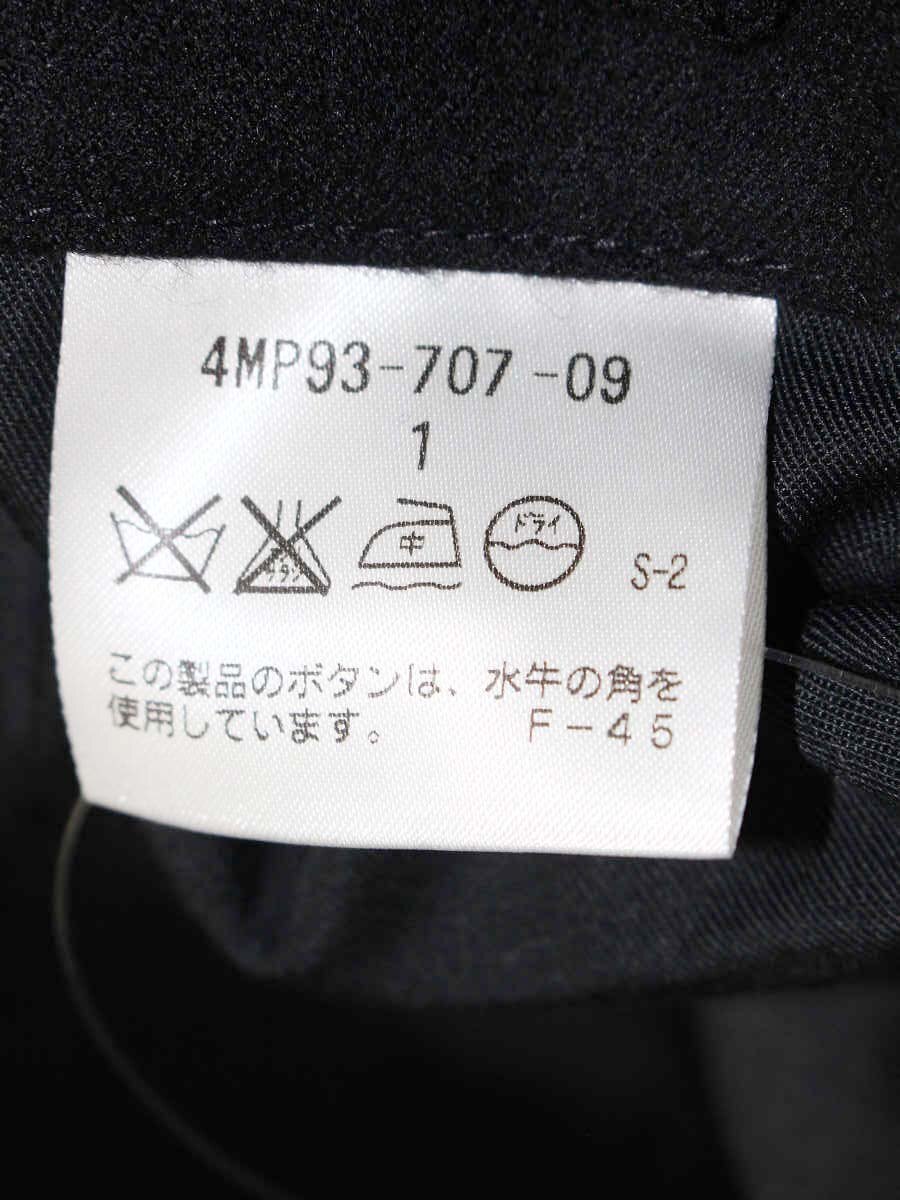 4MP93-707-09
1
中 ドライ S-2
この製品のボタンは、水牛の角を
使用しています。 F-45